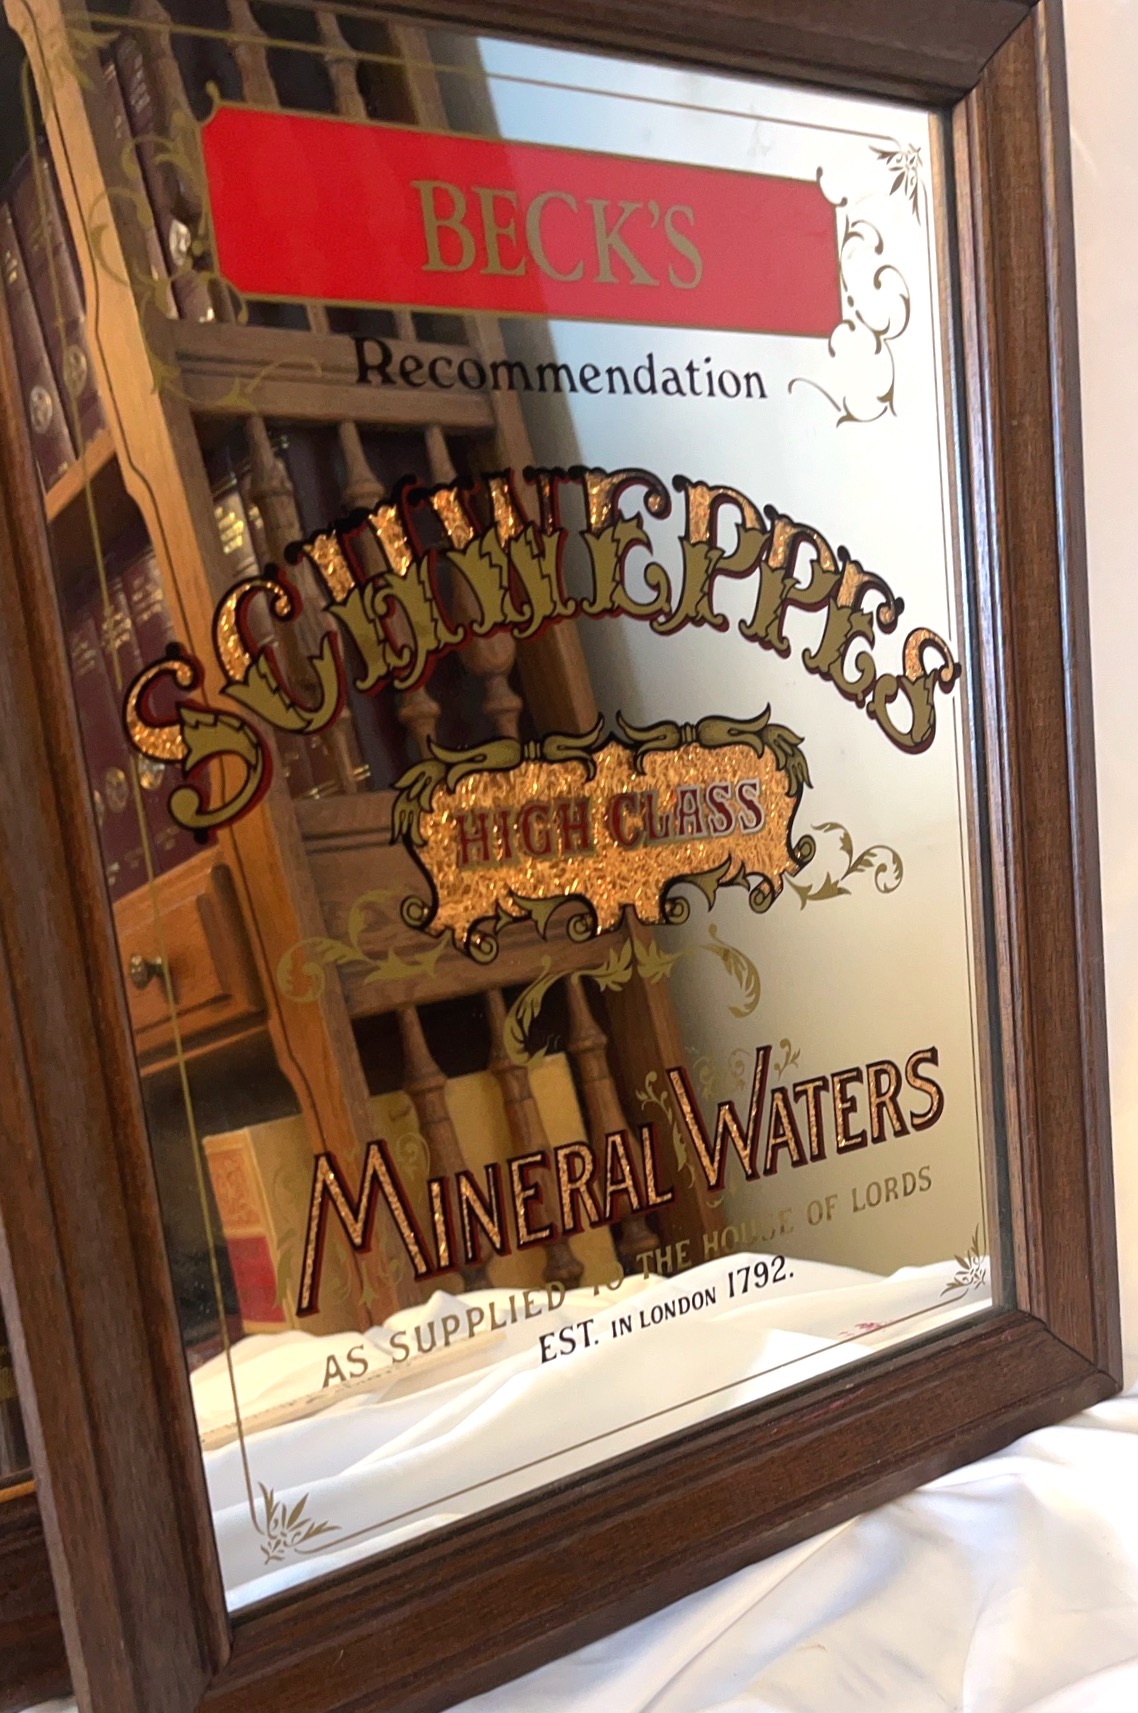 BECK'S
Recommendation
SCHWEPPES
HIGH CLASS
MINERAL WATERS
AS SUPPLIED TO THE HOUSE OF LORDS
EST. IN LONDON 1792.